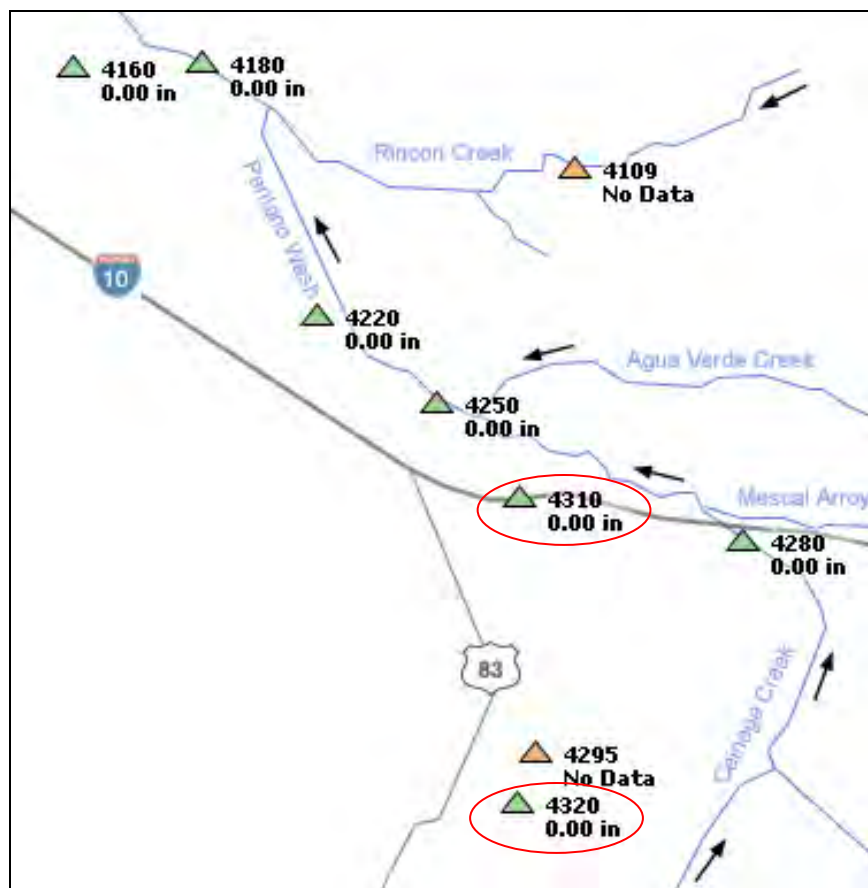 4160
0.00 in
4180
0.00 in
Rincon Creek
4109
No Data
Pantano Wash
10
4220
0.00 in
Agua Verde Creek
4250
0.00 in
4310
0.00 in
Mescal Arroy
4280
0.00 in
83
Cienega Creek
4295
No Data
4320
0.00 in